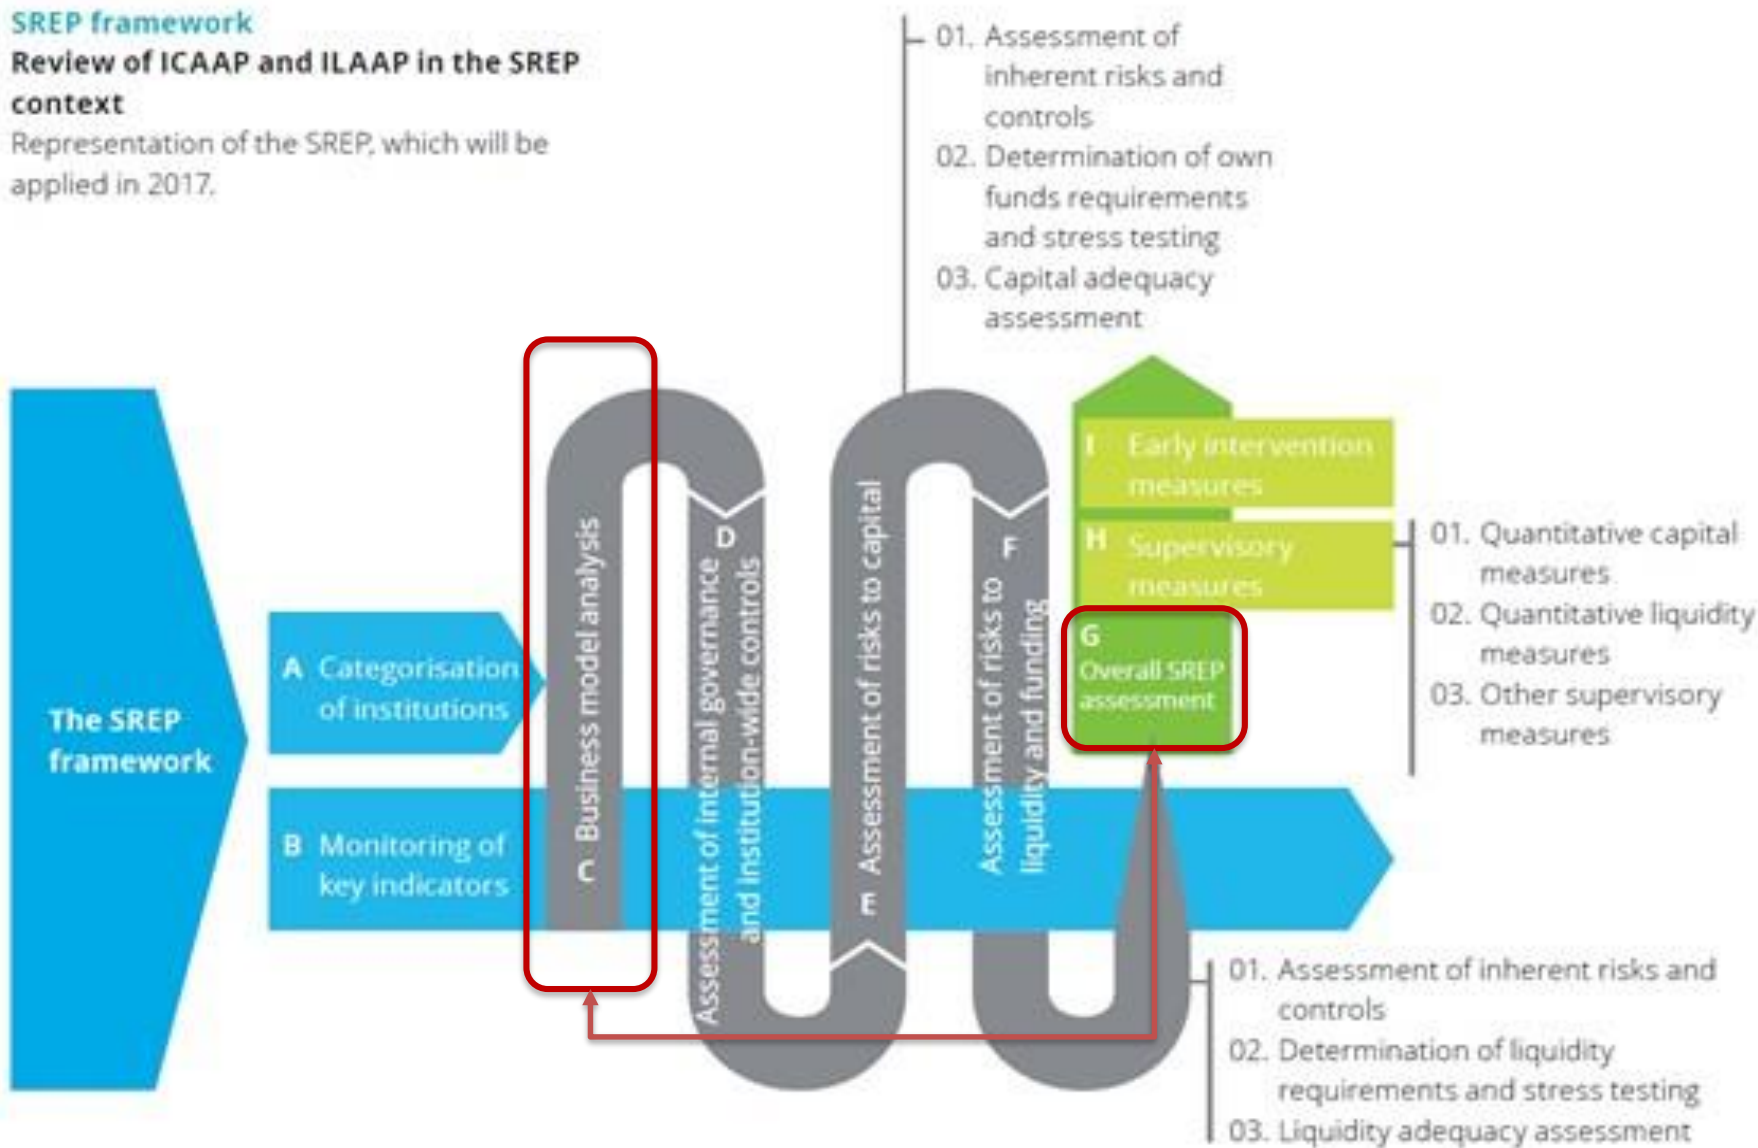 SREP framework
Review of ICAAP and ILAAP in the SREP
context
Representation of the SREP, which will be
applied in 2017.
01. Assessment of
inherent risks and
controls
02. Determination of own
funds requirements
and stress testing
03. Capital adequacy
assessment
The SREP
framework
A Categorisation
of institutions
B Monitoring of
key indicators
C Business model analysis
D
Assessment of internal governance
and institution-wide controls
E Assessment of risks to capital
F
Assessment of risks to
liquidity and funding
I Early intervention
measures
H Supervisory
measures
G
Overall SREP
assessment
01. Quantitative capital
measures
02. Quantitative liquidity
measures
03. Other supervisory
measures
01. Assessment of inherent risks and
controls
02. Determination of liquidity
requirements and stress testing
03. Liquidity adequacy assessment